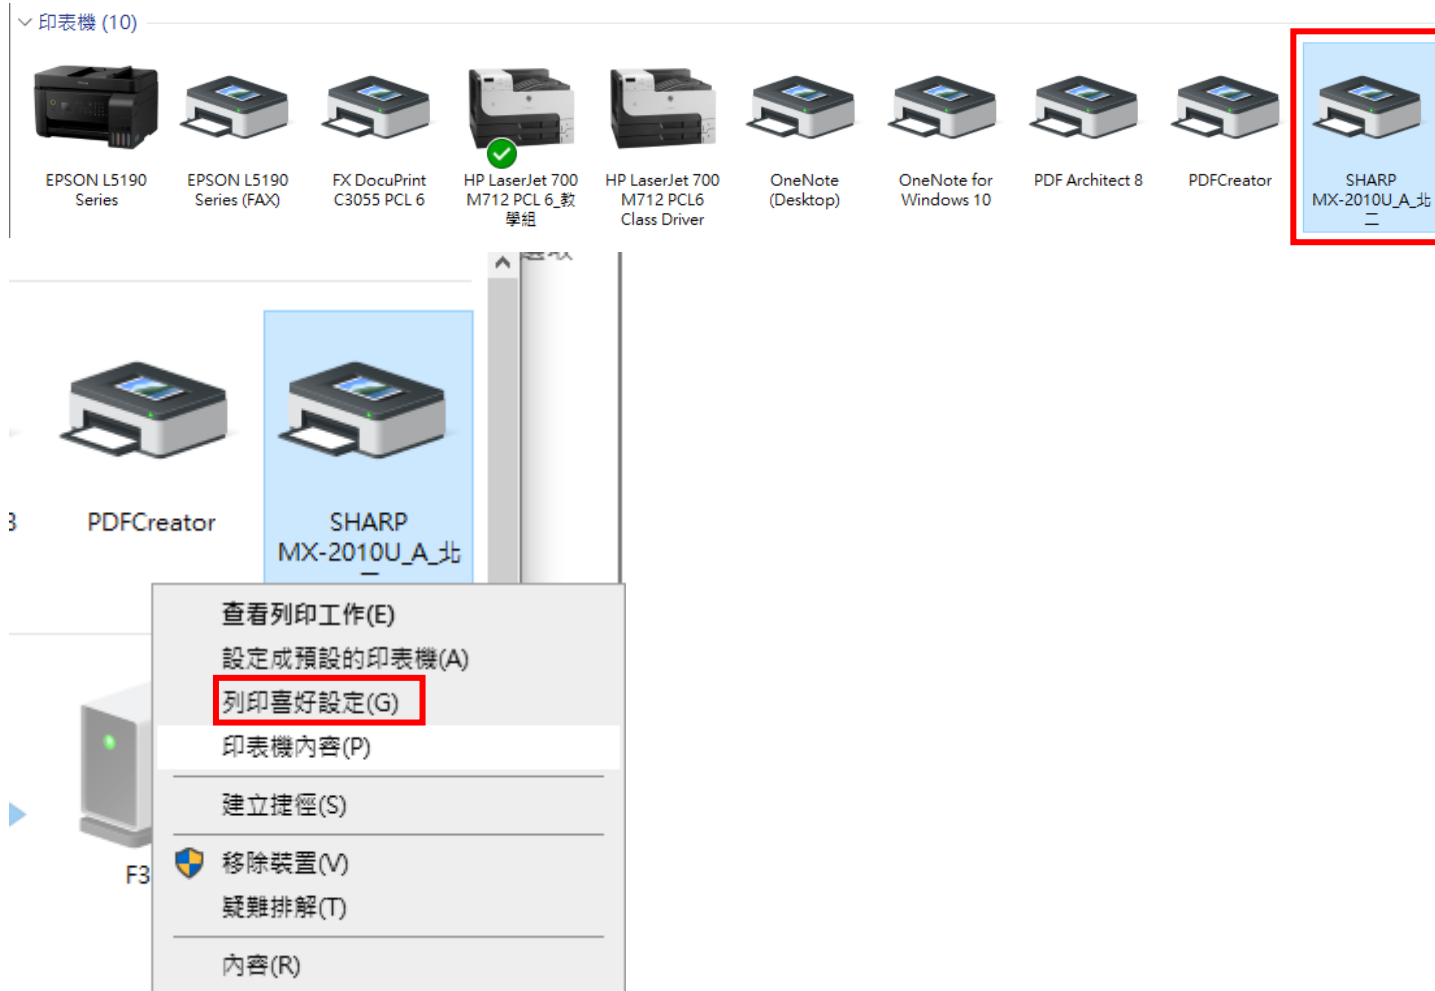 印表機 (10)
EPSON L5190
Series
EPSON L5190
Series (FAX)
FX DocuPrint
C3055 PCL 6
HP LaserJet 700
M712 PCL 6_教
學組
HP LaserJet 700
M712 PCL6
Class Driver
OneNote
(Desktop)
OneNote for
Windows 10
PDF Architect 8
PDFCreator
SHARP
MX-2010U_A_北
二
選取
PDFCreator
SHARP
MX-2010U_A_北
查看列印工作(E)
設定成預設的印表機(A)
列印喜好設定(G)
印表機內容(P)
建立捷徑(S)
移除裝置(V)
疑難排解(T)
內容(R)
F3